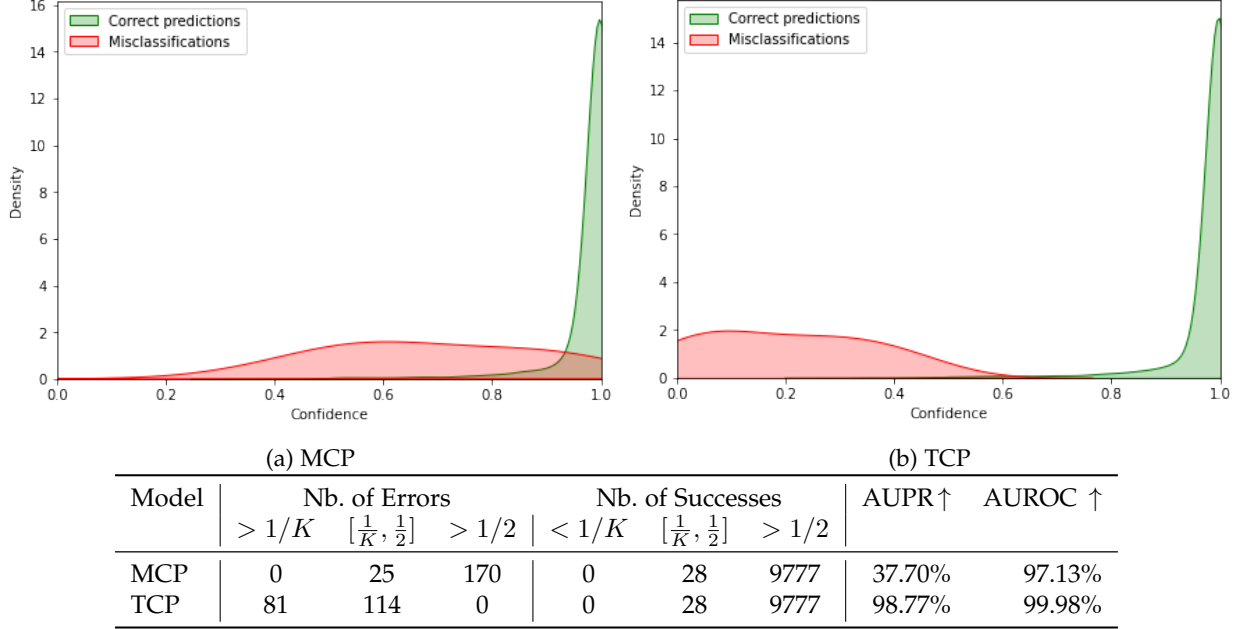 Correct predictions
Misclassifications
16
14
12
10
8
6
4
2
0
Density
0.0 0.2 0.4 0.6 0.8 1.0
Confidence
(a) MCP
Correct predictions
Misclassifications
14
12
10
8
6
4
2
0
Density
0.0 0.2 0.4 0.6 0.8 1.0
Confidence
(b) TCP
Model Nb. of Errors Nb. of Successes AUPR↑ AUROC ↑
> 1/K [1/K, 1/2] > 1/2 < 1/K [1/K, 1/2] > 1/2
MCP 0 25 170 0 28 9777 37.70% 97.13%
TCP 81 114 0 0 28 9777 98.77% 99.98%